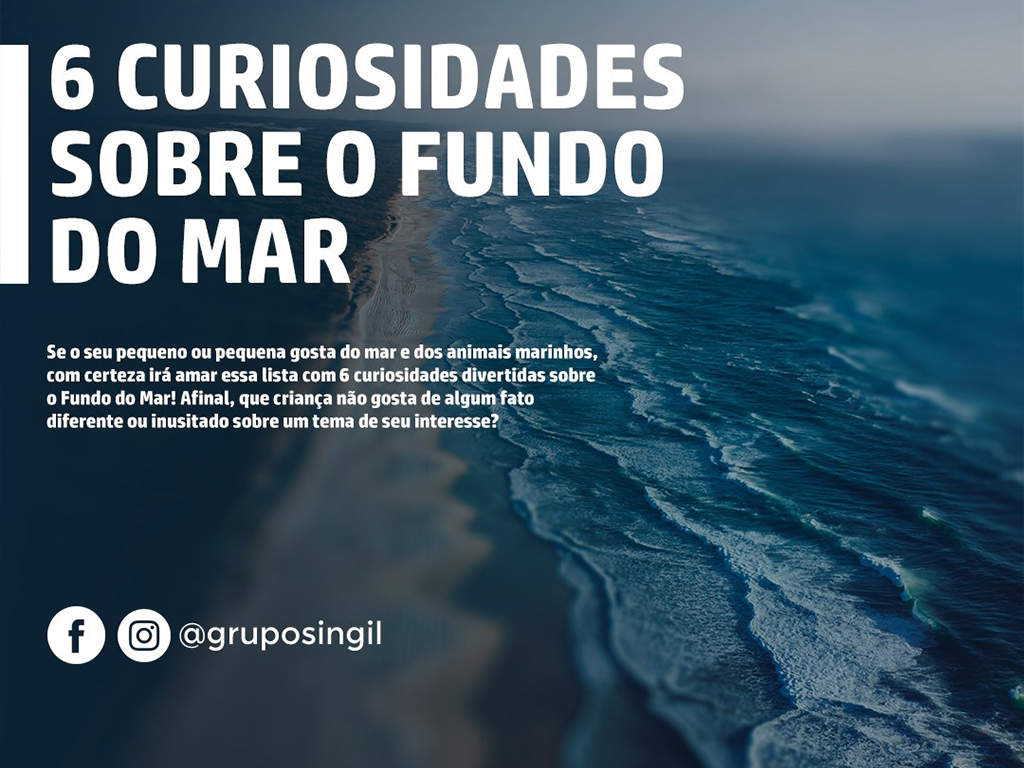 6 CURIOSIDADES
SOBRE O FUNDO
DO MAR
Se o seu pequeno ou pequena gosta do mar e dos animais marinhos,
com certeza irá amar essa lista com 6 curiosidades divertidas sobre
o Fundo do Mar! Afinal, que criança não gosta de algum fato
diferente ou inusitado sobre um tema de seu interesse?
@gruposingil